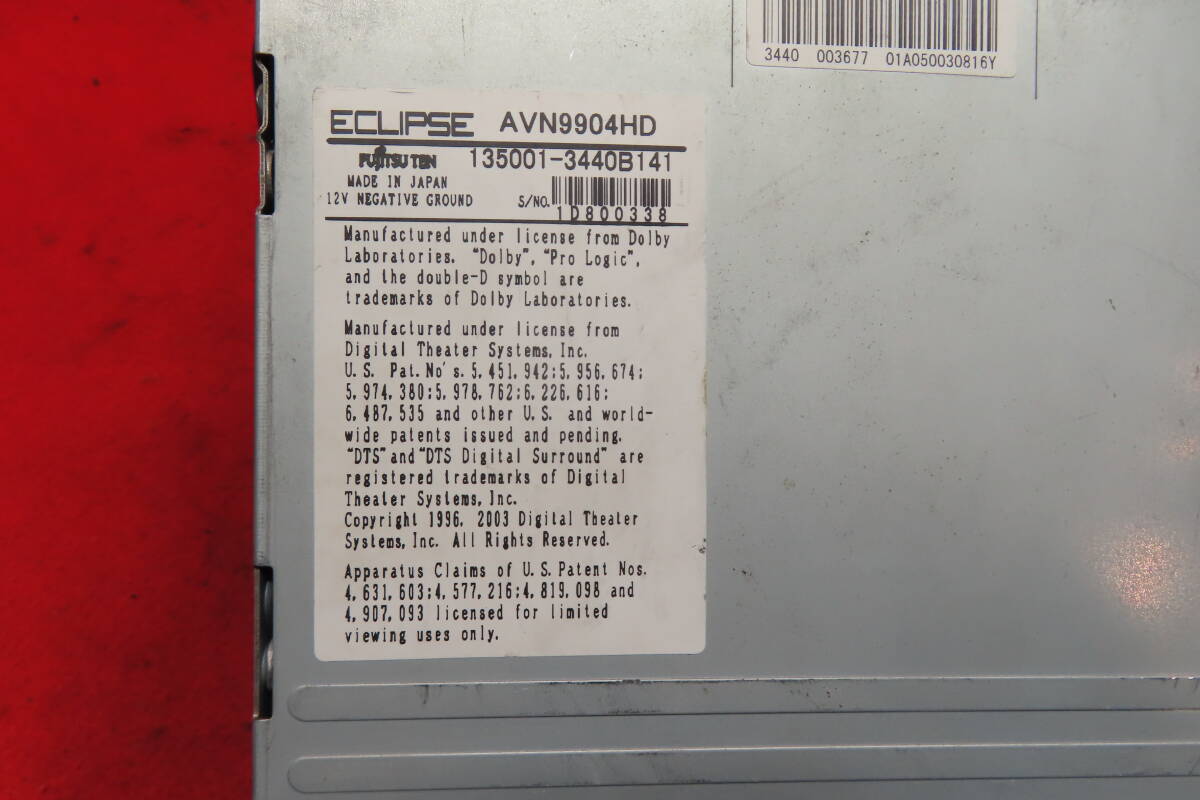 3440 003677 01A050030816Y
ECLIPSE AVN9904HD
FUJITSU TEN 135001-3440B141
MADE IN JAPAN
12V NEGATIVE GROUND S/NO.
1D800338
Manufactured under license from Dolby
Laboratories. "Dolby", "Pro Logic",
and the double-D symbol are
trademarks of Dolby Laboratories.
Manufactured under license from
Digital Theater Systems, Inc.
U.S. Pat.No's. 5,451,942;5,956,674;
5,974,380;5,978,762;6,226,616;
6,487,535 and other U.S. and world-
wide patents issued and pending.
"DTS" and "DTS Digital Surround" are
registered trademarks of Digital
Theater Systems, Inc.
Copyright 1996, 2003 Digital Theater
Systems, Inc. All Rights Reserved.
Apparatus Claims of U.S. Patent Nos.
4,631,603;4,577,216;4,819,098 and
4,907,093 licensed for limited
viewing uses only.